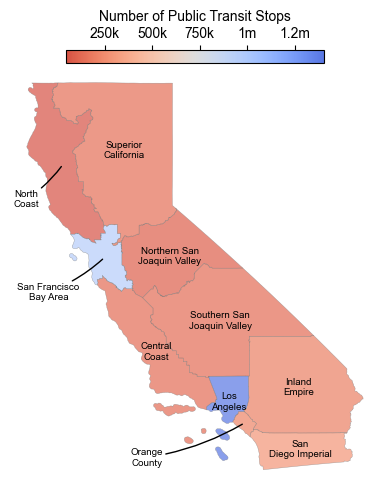 Number of Public Transit Stops
250k 500k 750k 1m 1.2m
Superior
California
North
Coast
Northern San
Joaquin Valley
San Francisco
Bay Area
Southern San
Joaquin Valley
Central
Coast
Inland
Empire
Los
Angeles
Orange
County
San
Diego Imperial